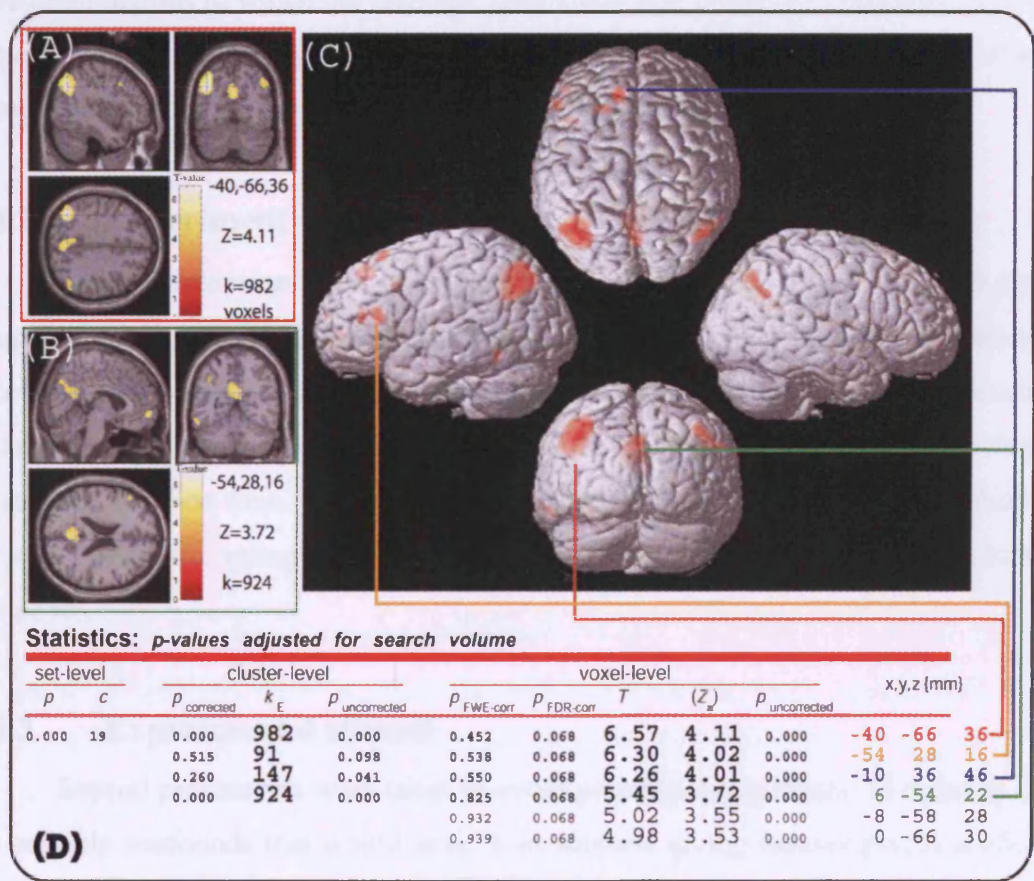 (A)
T-value
-40,-66,36
Z=4.11
k=982
voxels
(B)
T-value
-54,28,16
Z=3.72
k=924
(C)
Statistics: p-values adjusted for search volume
set-level cluster-level voxel-level x,y,z {mm}
p c p corrected k E p uncorrected p FWE-corr p FDR-corr T (Z ≡) p uncorrected
0.000 4 0.000 982 0.000 0.452 0.068 6.57 4.11 0.000 -40 -66 36
0.515 91 0.098 0.538 0.068 6.30 4.02 0.000 -54 28 16
0.260 147 0.041 0.550 0.068 6.26 4.01 0.000 -10 36 46
0.000 924 0.000 0.825 0.068 5.45 3.72 0.000 6 22
0.932 0.068 5.02 3.55 0.000 -8 -58 28
0.939 0.068 4.98 3.53 0.000 0 -66 30
(D)